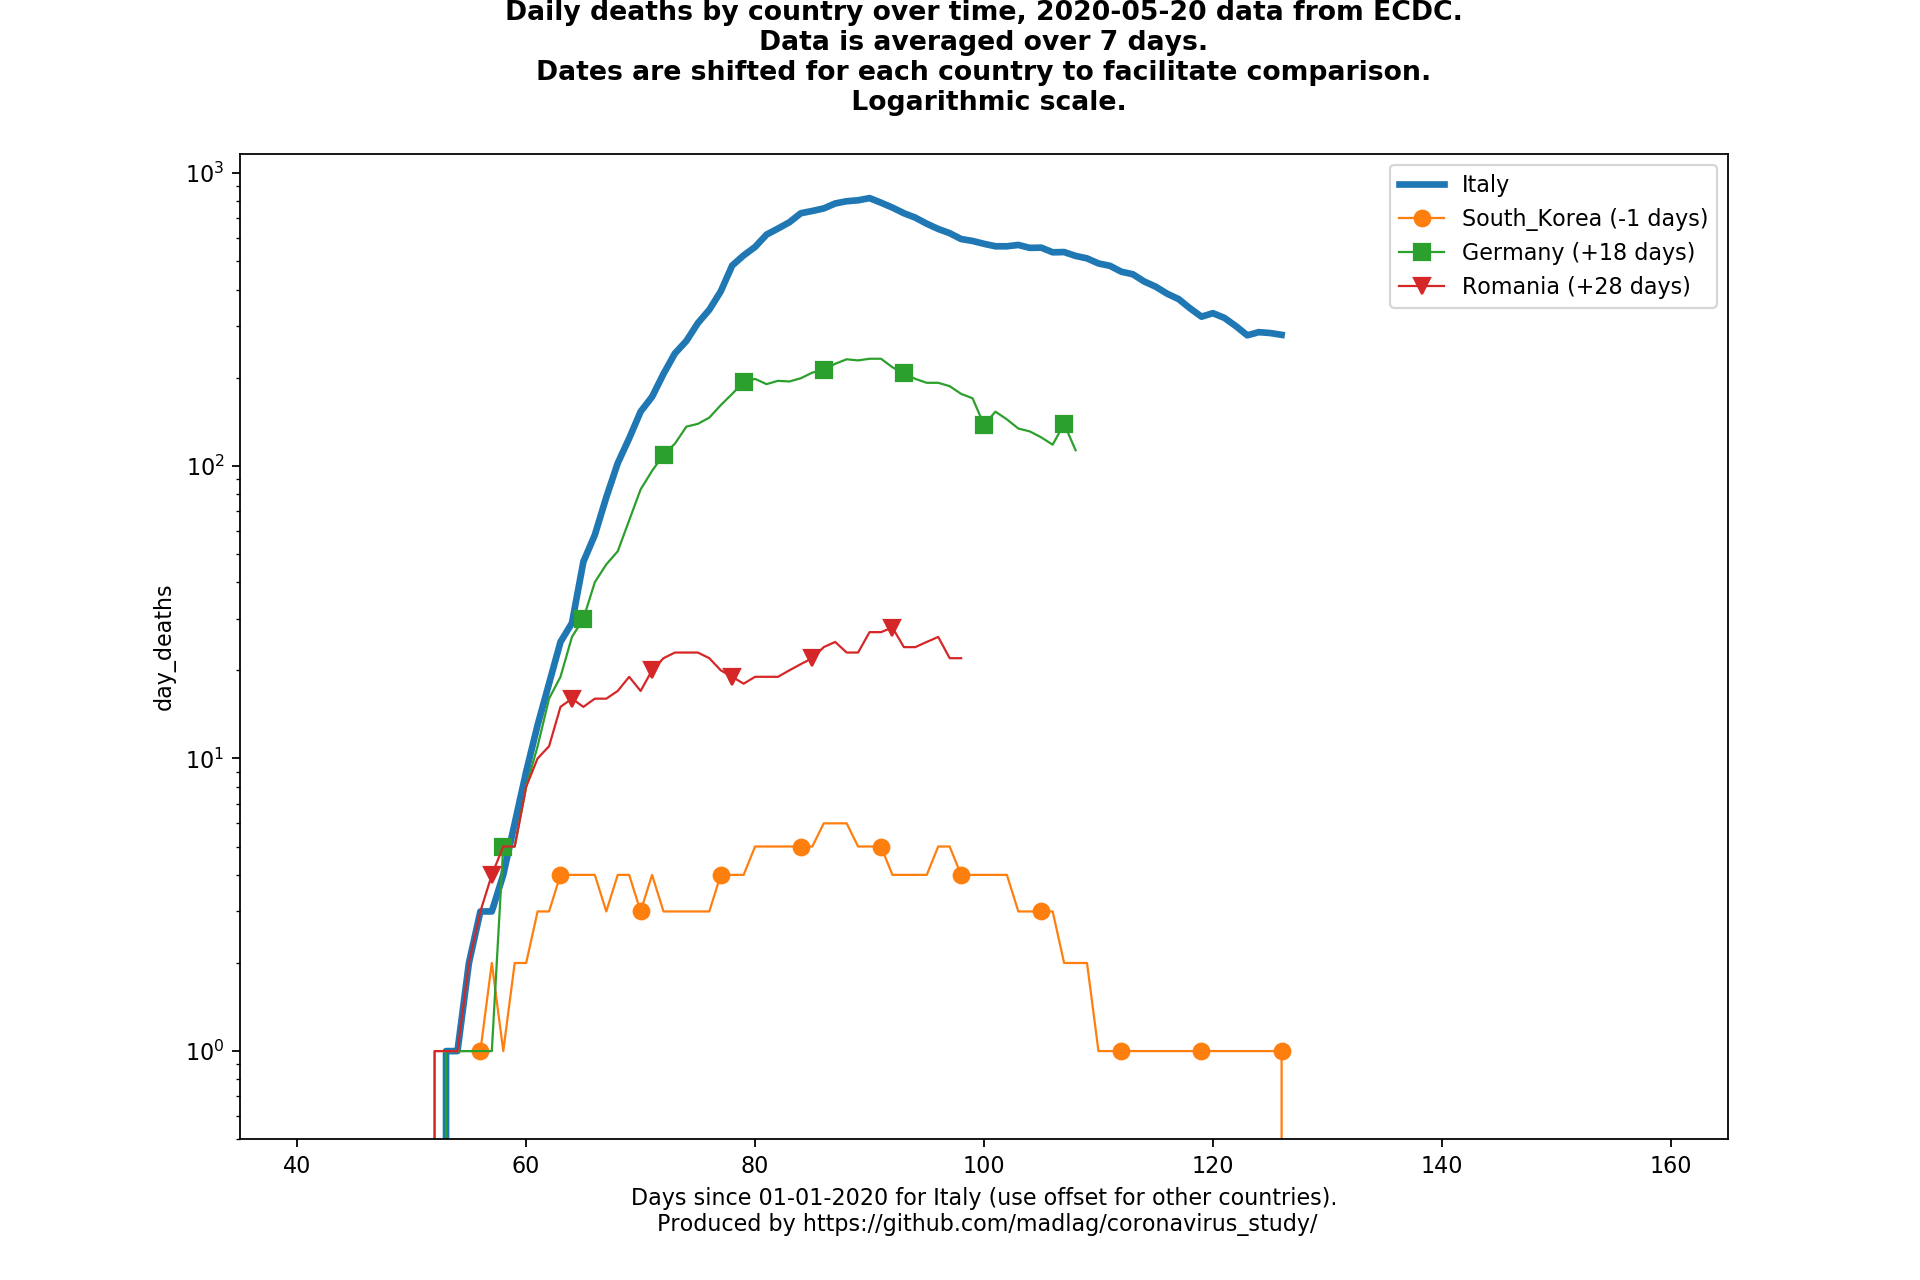 Daily deaths by country over time, 2020-05-20 data from ECDC.
Data is averaged over 7 days.
Dates are shifted for each country to facilitate comparison.
Logarithmic scale.
10³
10²
10¹
10⁰
day_deaths
Italy
South_Korea (-1 days)
Germany (+18 days)
Romania (+28 days)
40 60 80 100 120 140 160
Days since 01-01-2020 for Italy (use offset for other countries).
Produced by https://github.com/madlag/coronavirus_study/